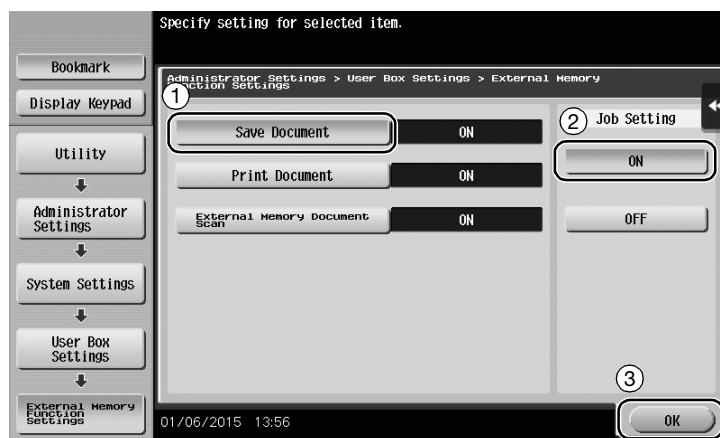 Specify setting for selected item.
Bookmark
Display Keypad
Utility
Administrator
Settings
System Settings
User Box
Settings
External Memory
Function
Settings
Administrator Settings > User Box Settings > External Memory
Function Settings
1
Save Document
ON
Print Document
ON
External Memory Document
Scan
ON
2
Job Setting
ON
OFF
3
01/06/2015 13:56
OK